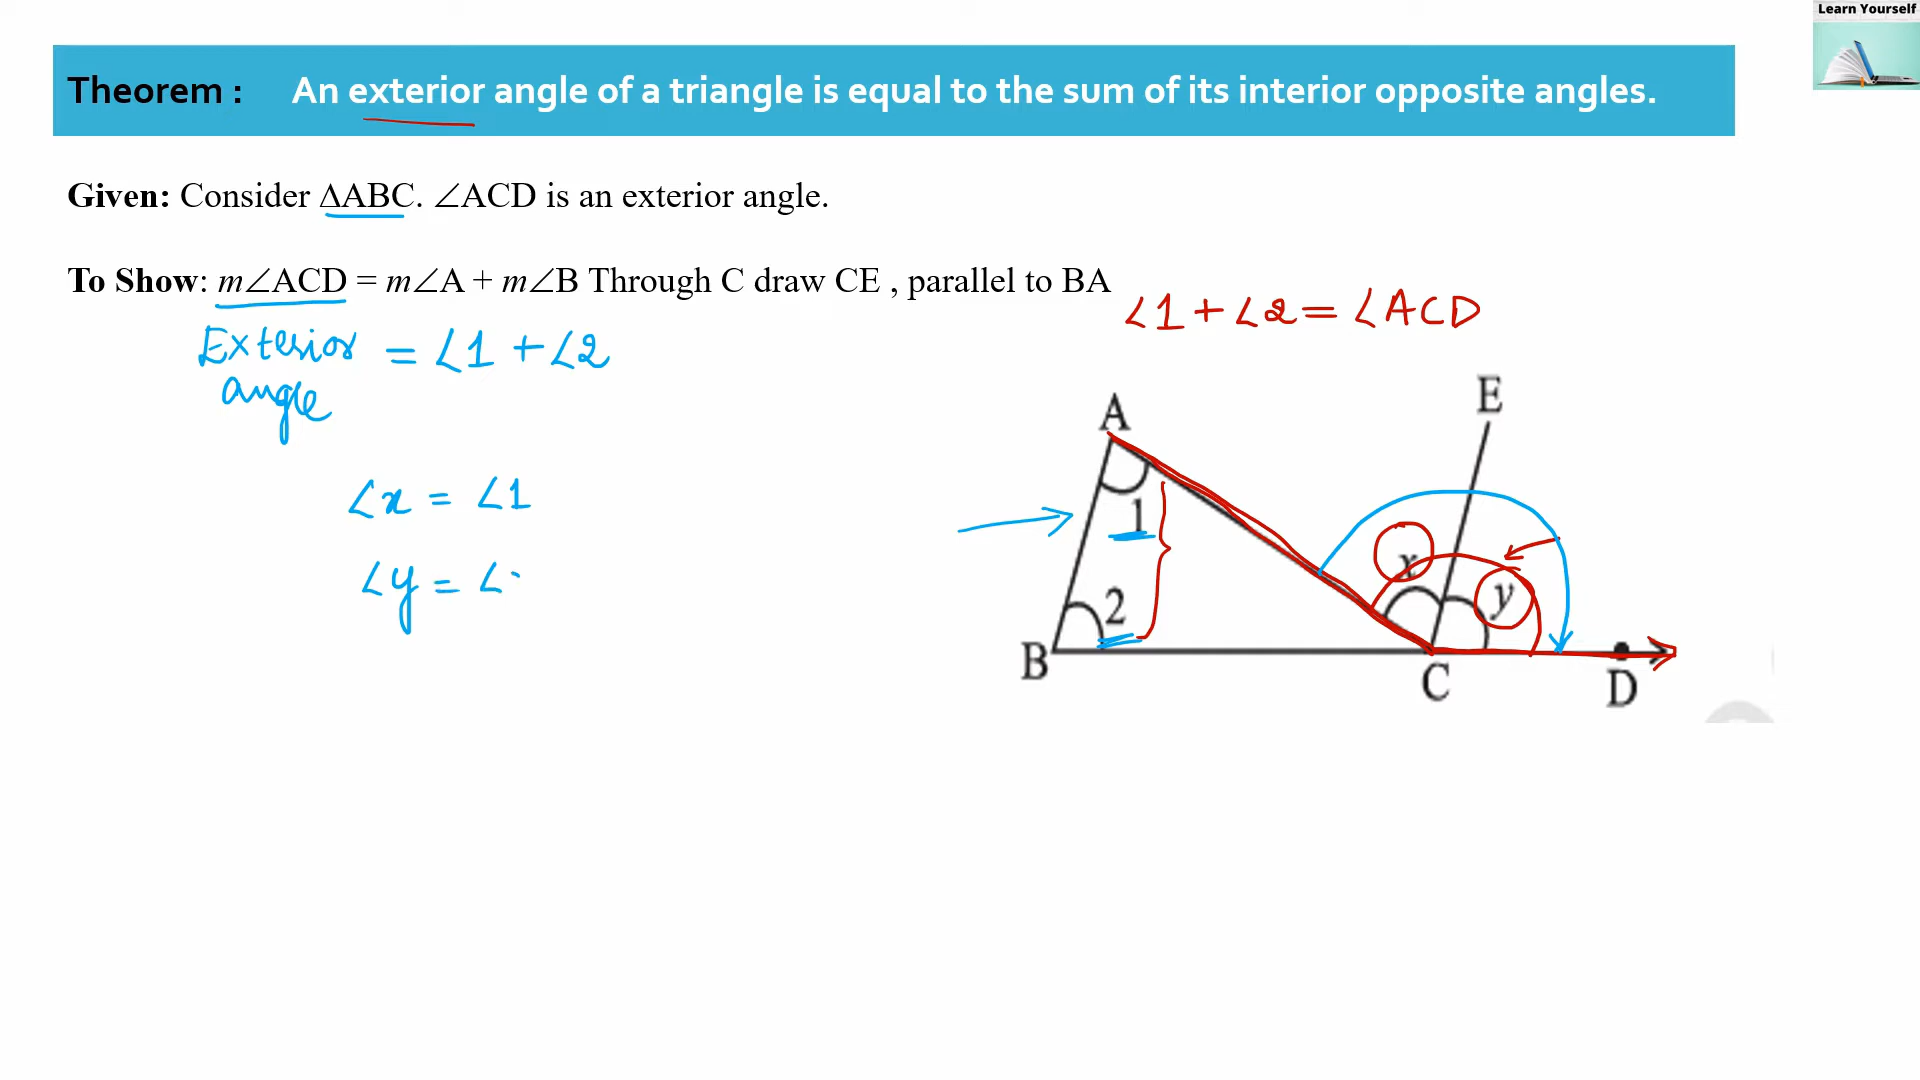 Learn Yourself
Theorem : An exterior angle of a triangle is equal to the sum of its interior opposite angles.
Given: Consider ΔABC. ∠ACD is an exterior angle.
To Show: m∠ACD = m∠A + m∠B Through C draw CE , parallel to BA
∠1 + ∠2 = ∠ACD
Exterior angle = ∠1 + ∠2
∠x = ∠1
∠y = ∠
A
E
1
x
y
2
B
C
D